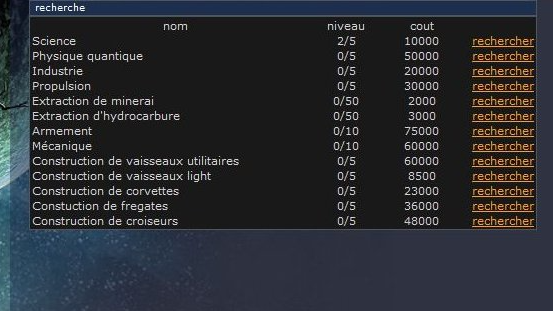 recherche
nom niveau cout
Science 2/5 10000 rechercher
Physique quantique 0/5 50000 rechercher
Industrie 0/5 20000 rechercher
Propulsion 0/5 30000 rechercher
Extraction de minerai 0/50 2000 rechercher
Extraction d'hydrocarbure 0/50 3000 rechercher
Armement 0/10 75000 rechercher
Mécanique 0/10 60000 rechercher
Construction de vaisseaux utilitaires 0/5 60000 rechercher
Construction de vaisseaux light 0/5 8500 rechercher
Construction de corvettes 0/5 23000 rechercher
Constuction de fregates 0/5 36000 rechercher
Construction de croiseurs 0/5 48000 rechercher